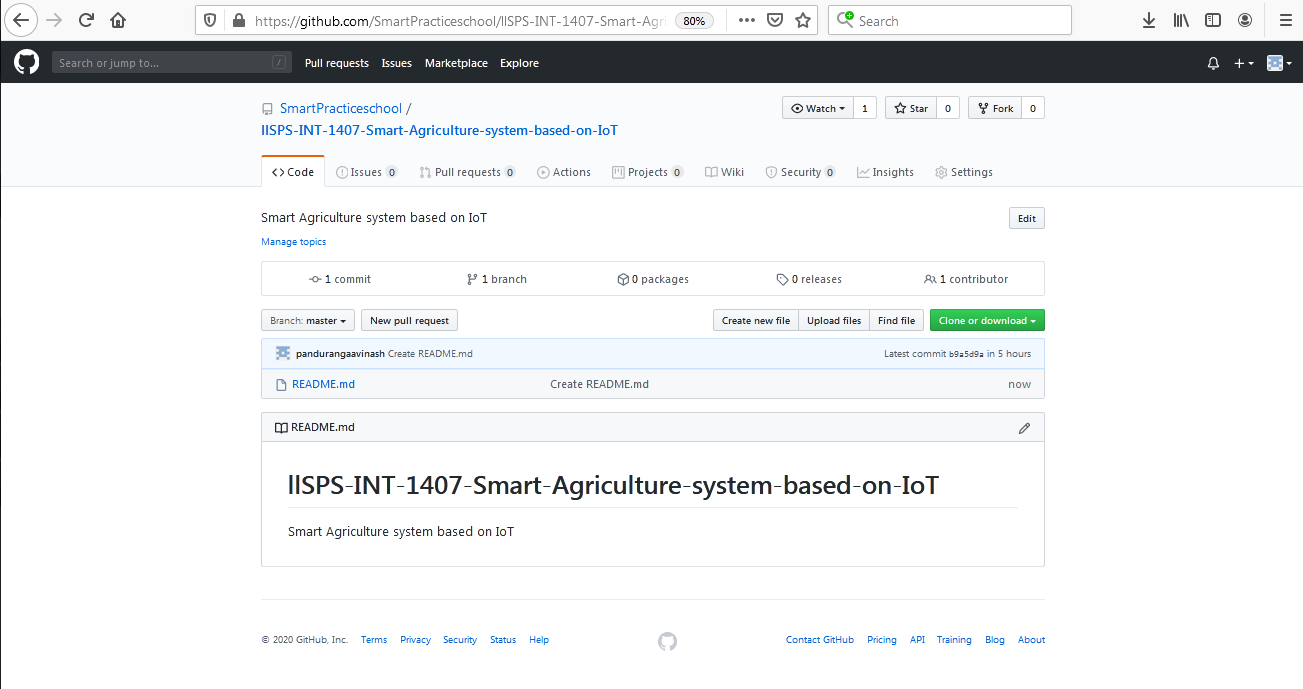 https://github.com/SmartPracticeschool/llSPS-INT-1407-Smart-Agri 80% Search
Search or jump to... / Pull requests Issues Marketplace Explore
SmartPracticeschool / Watch 1 Star 0 Fork 0
llSPS-INT-1407-Smart-Agriculture-system-based-on-IoT
Code Issues 0 Pull requests 0 Actions Projects 0 Wiki Security 0 Insights Settings
Smart Agriculture system based on IoT Edit
Manage topics
1 commit 1 branch 0 packages 0 releases 1 contributor
Branch: master New pull request Create new file Upload files Find file Clone or download
pandurangaavinash Create README.md Latest commit b9a5d9a in 5 hours
README.md Create README.md now
README.md
llSPS-INT-1407-Smart-Agriculture-system-based-on-IoT
Smart Agriculture system based on IoT
© 2020 GitHub, Inc. Terms Privacy Security Status Help Contact GitHub Pricing API Training Blog About